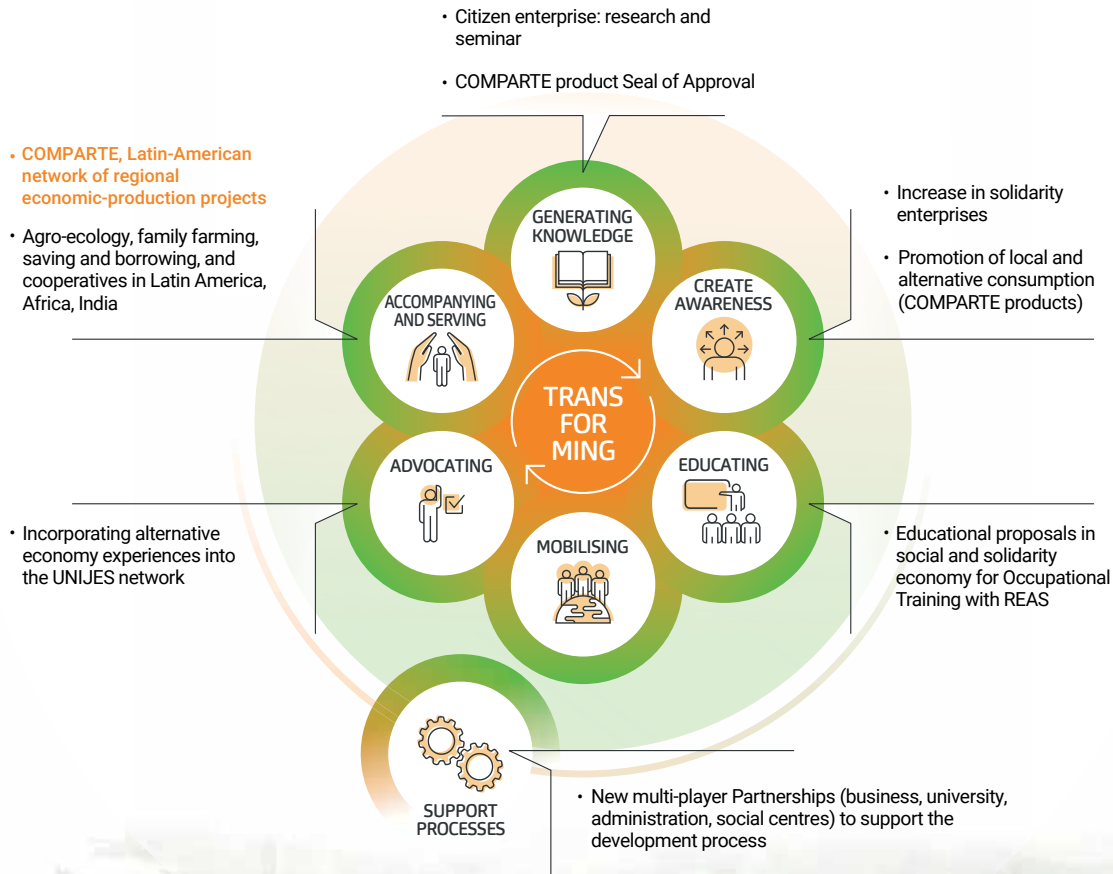 • Citizen enterprise: research and
seminar
• COMPARTE product Seal of Approval
• COMPARTE, Latin-American
network of regional
economic-production projects
• Agro-ecology, family farming,
saving and borrowing, and
cooperatives in Latin America,
Africa, India
• Increase in solidarity
enterprises
• Promotion of local and
alternative consumption
(COMPARTE products)
GENERATING
KNOWLEDGE
ACCOMPANYING
AND SERVING
CREATE
AWARENESS
TRANS
FOR
MING
ADVOCATING
EDUCATING
MOBILISING
• Incorporating alternative
economy experiences into
the UNIJES network
• Educational proposals in
social and solidarity
economy for Occupational
Training with REAS
SUPPORT
PROCESSES
• New multi-player Partnerships (business, university,
administration, social centres) to support the
development process